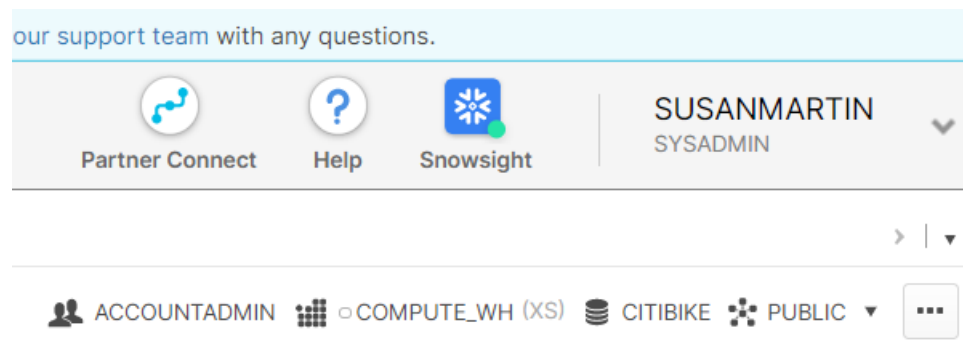 our support team with any questions.
Partner Connect Help Snowsight SUSANMARTIN
SYSADMIN
ACCOUNTADMIN COMPUTE_WH (XS) CITIBIKE PUBLIC